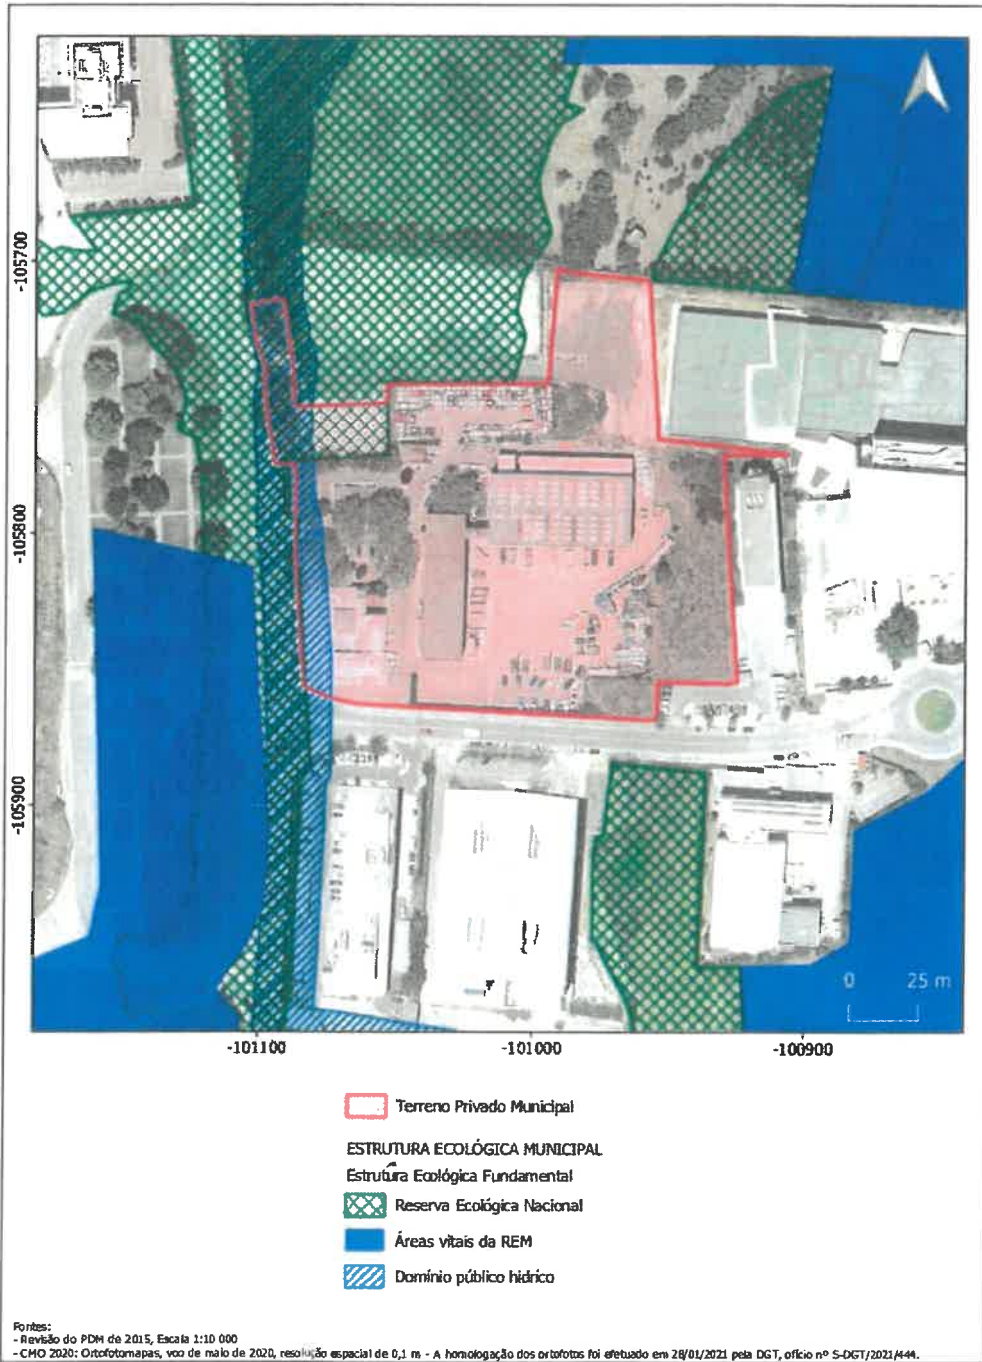 -105700
-105800
-105900
0 25 m
-101100 -101000 -100900
Terreno Privado Municipal
ESTRUTURA ECOLÓGICA MUNICIPAL
Estrutura Ecológica Fundamental
Reserva Ecológica Nacional
Áreas vitais da REM
Domínio público hídrico
Fontes:
- Revisão do PDM de 2015, Escala 1:10 000
- CMO 2020: Ortofotomapas, voo de maio de 2020, resolução espacial de 0,1 m - A homologação dos ortofotos foi efetuado em 28/01/2021 pela DGT, ofício nº S-DGT/2021/444.